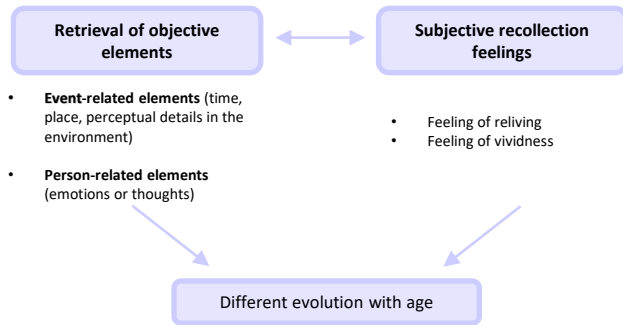 Retrieval of objective
elements
Subjective recollection
feelings
• Event-related elements (time,
place, perceptual details in the
environment)
• Person-related elements
(emotions or thoughts)
• Feeling of reliving
• Feeling of vividness
Different evolution with age